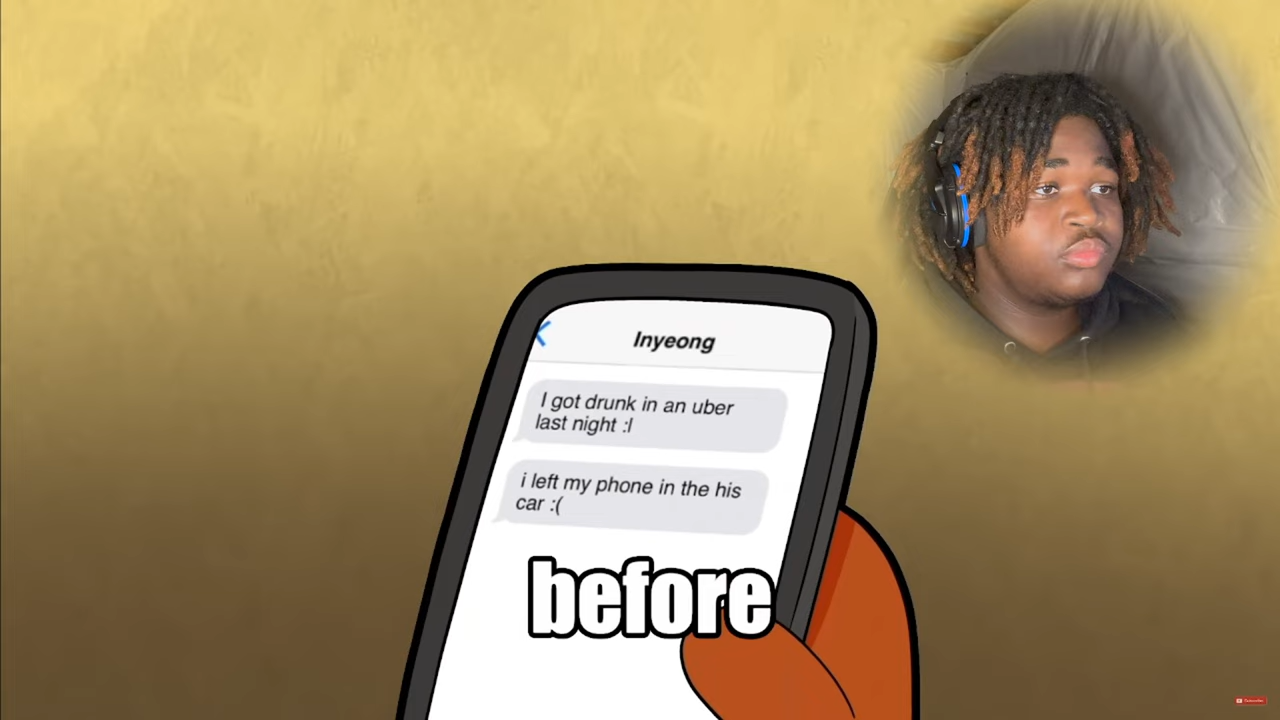 Inyeong
I got drunk in an uber
last night :l
i left my phone in the his
car :(
before